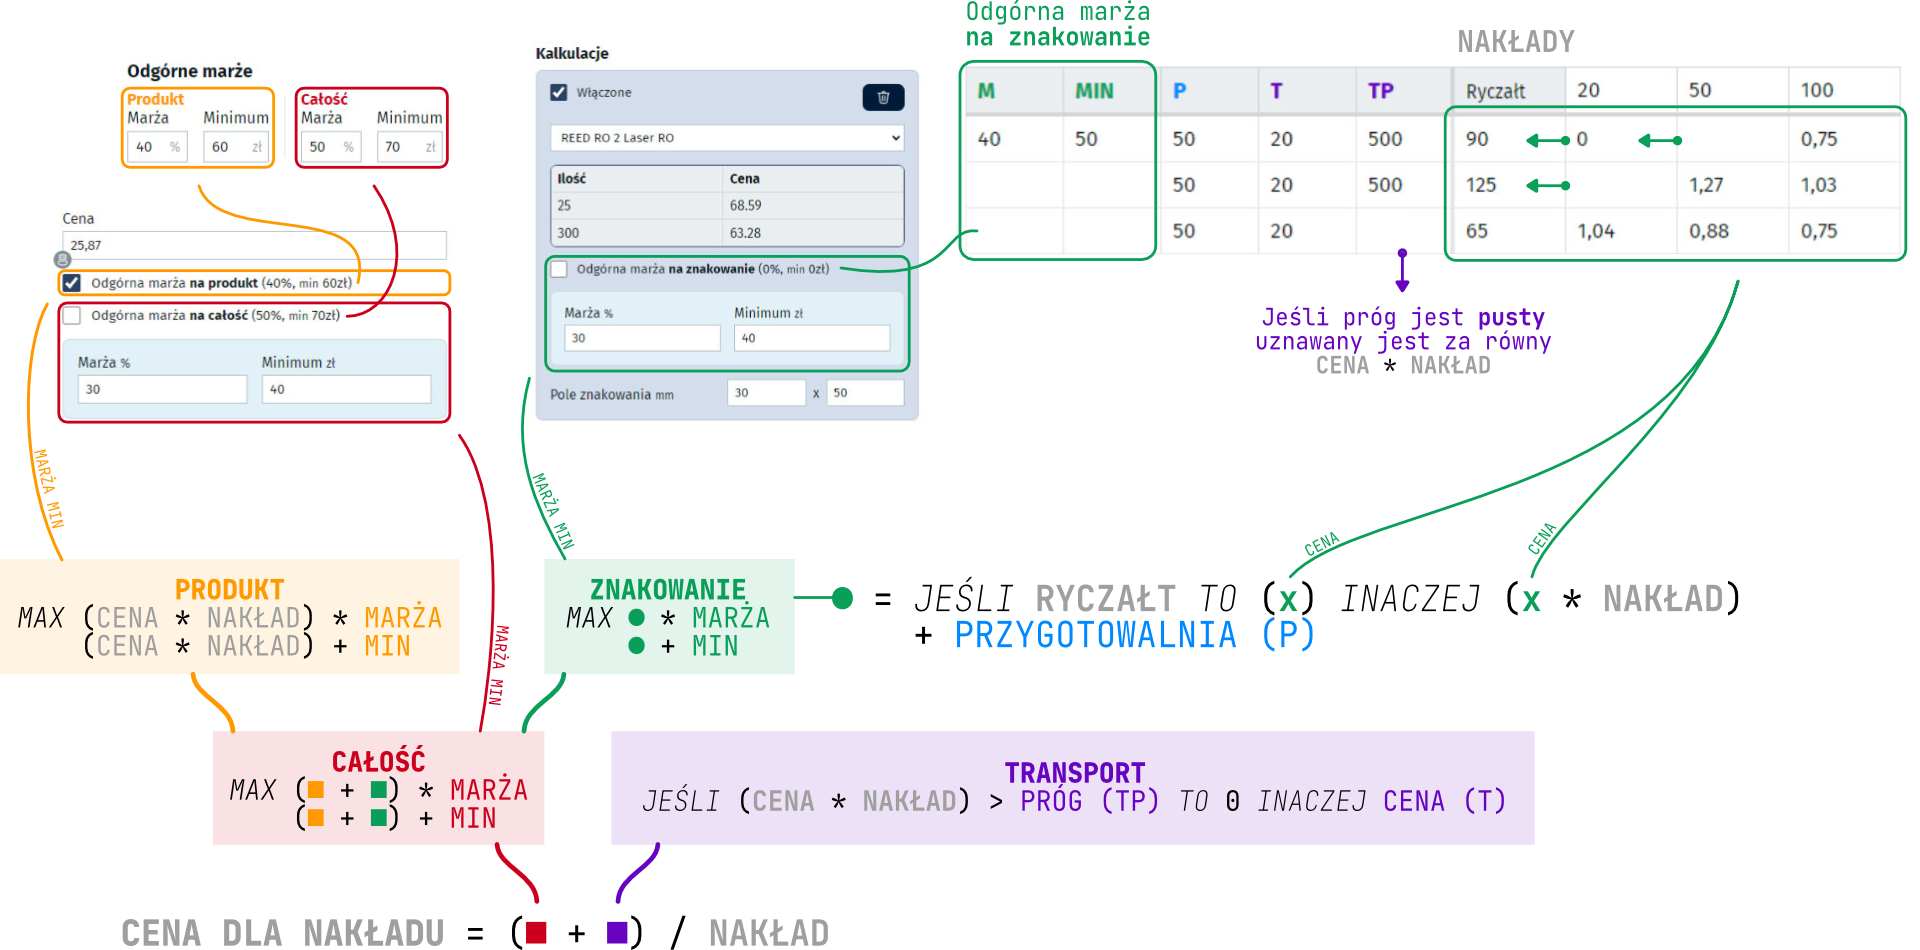 Odgórne marże
Produkt
Marża Minimum
40 % 60 zł
Całość
Marża Minimum
50 % 70 zł
Cena
25,87
Odgórna marża na produkt (40%, min 60zł)
Odgórna marża na całość (50%, min 70zł)
Marża % Minimum zł
30 40
Kalkulacje
Włączone
REED RO 2 Laser RO
Ilość Cena
25 68.59
300 63.28
Odgórna marża na znakowanie (0%, min 0zł)
Marża % Minimum zł
30 40
Pole znakowania mm 30 x 50
Odgórna marża
na znakowanie
NAKŁADY
M MIN P T TP Ryczałt 20 50 100
40 50 50 20 500 90 0 0,75
50 20 500 125 1,27 1,03
50 20 65 1,04 0,88 0,75
Jeśli próg jest pusty
uznawany jest za równy
CENA * NAKŁAD
MARŻA MIN
MARŻA MIN
MARŻA MIN
CENA
CENA
PRODUKT
MAX (CENA * NAKŁAD) * MARŻA
(CENA * NAKŁAD) + MIN
ZNAKOWANIE
MAX ● * MARŻA
● + MIN
= JEŚLI RYCZAŁT TO (x) INACZEJ (x * NAKŁAD)
+ PRZYGOTOWALNIA (P)
CAŁOŚĆ
MAX (■ + ■) * MARŻA
(■ + ■) + MIN
TRANSPORT
JEŚLI (CENA * NAKŁAD) > PRÓG (TP) TO 0 INACZEJ CENA (T)
CENA DLA NAKŁADU = (■ + ■) / NAKŁAD